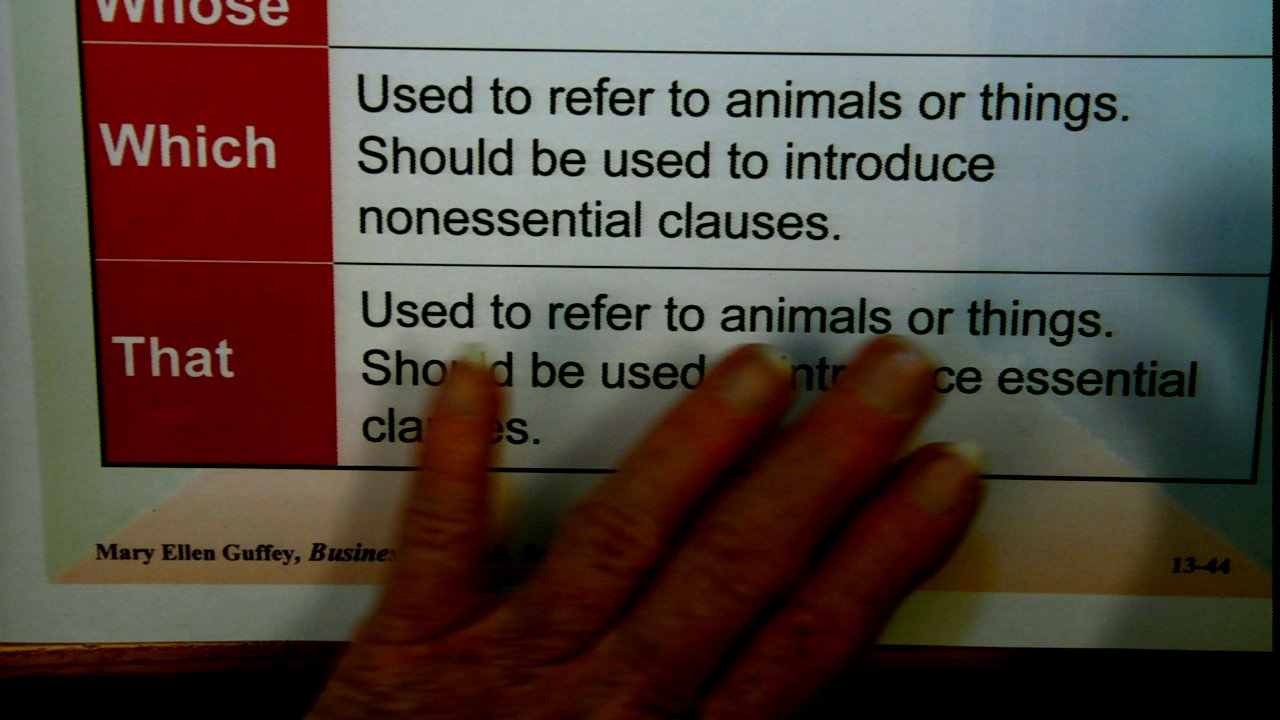 Whose
Which
Used to refer to animals or things.
Should be used to introduce
nonessential clauses.
That
Used to refer to animals or things.
be used essential
Mary Ellen Guffey,
13-44